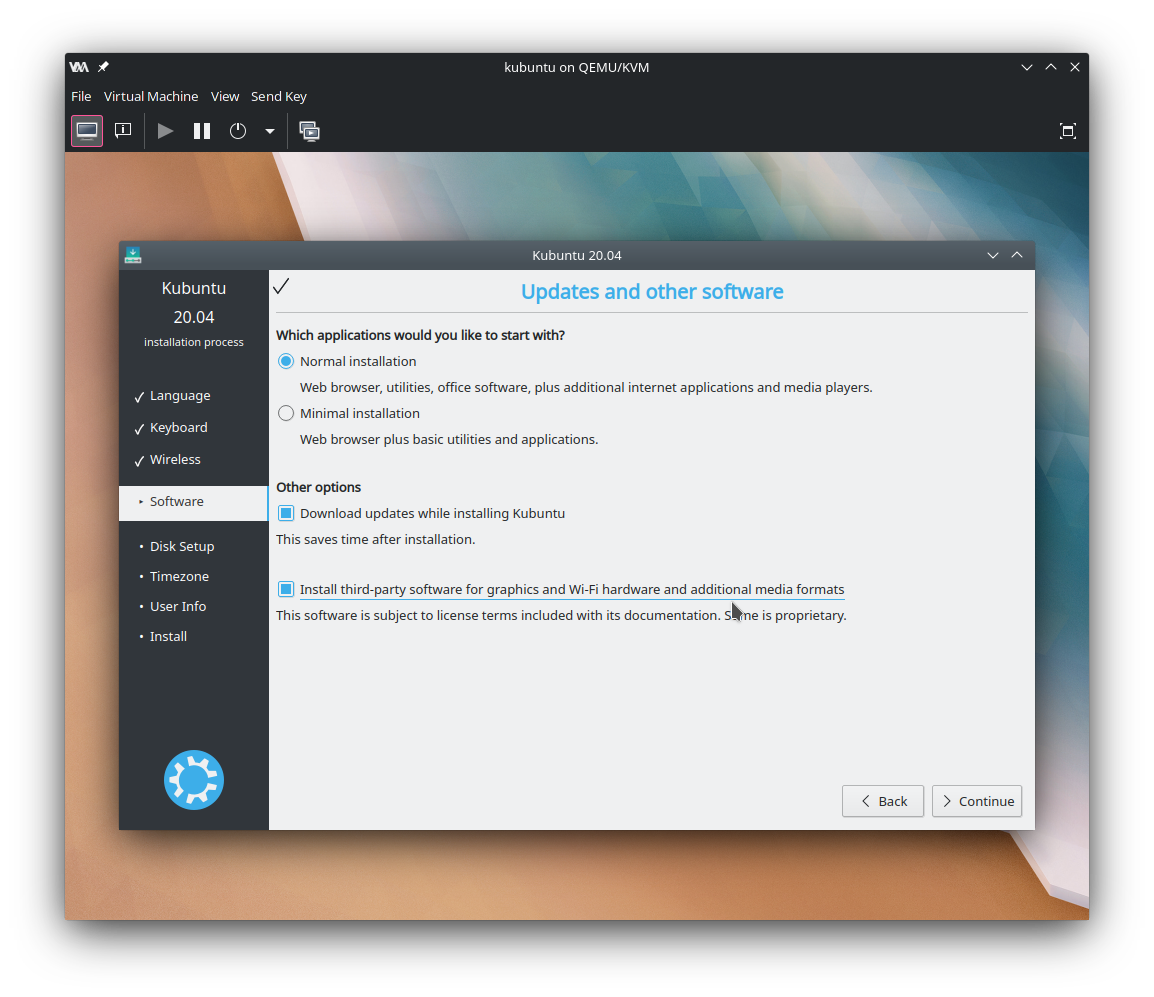 kubuntu on QEMU/KVM
File Virtual Machine View Send Key
Kubuntu 20.04
Kubuntu
20.04
installation process
Language
Keyboard
Wireless
Software
Disk Setup
Timezone
User Info
Install
Updates and other software
Which applications would you like to start with?
Normal installation
Web browser, utilities, office software, plus additional internet applications and media players.
Minimal installation
Web browser plus basic utilities and applications.
Other options
Download updates while installing Kubuntu
This saves time after installation.
Install third-party software for graphics and Wi-Fi hardware and additional media formats
This software is subject to license terms included with its documentation. Some is proprietary.
Back
Continue